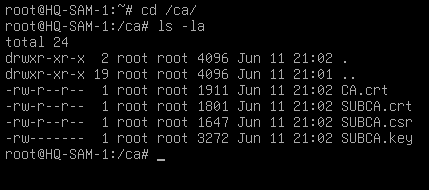 root@HQ-SAM-1:~# cd /ca/
root@HQ-SAM-1:/ca# ls -la
total 24
drwxr-xr-x  2 root root 4096 Jun 11 21:02 .
drwxr-xr-x 19 root root 4096 Jun 11 21:01 ..
-rw-r--r--  1 root root 1911 Jun 11 21:02 CA.crt
-rw-r--r--  1 root root 1801 Jun 11 21:02 SUBCA.crt
-rw-r--r--  1 root root 1647 Jun 11 21:02 SUBCA.csr
-rw-------  1 root root 3272 Jun 11 21:02 SUBCA.key
root@HQ-SAM-1:/ca# _